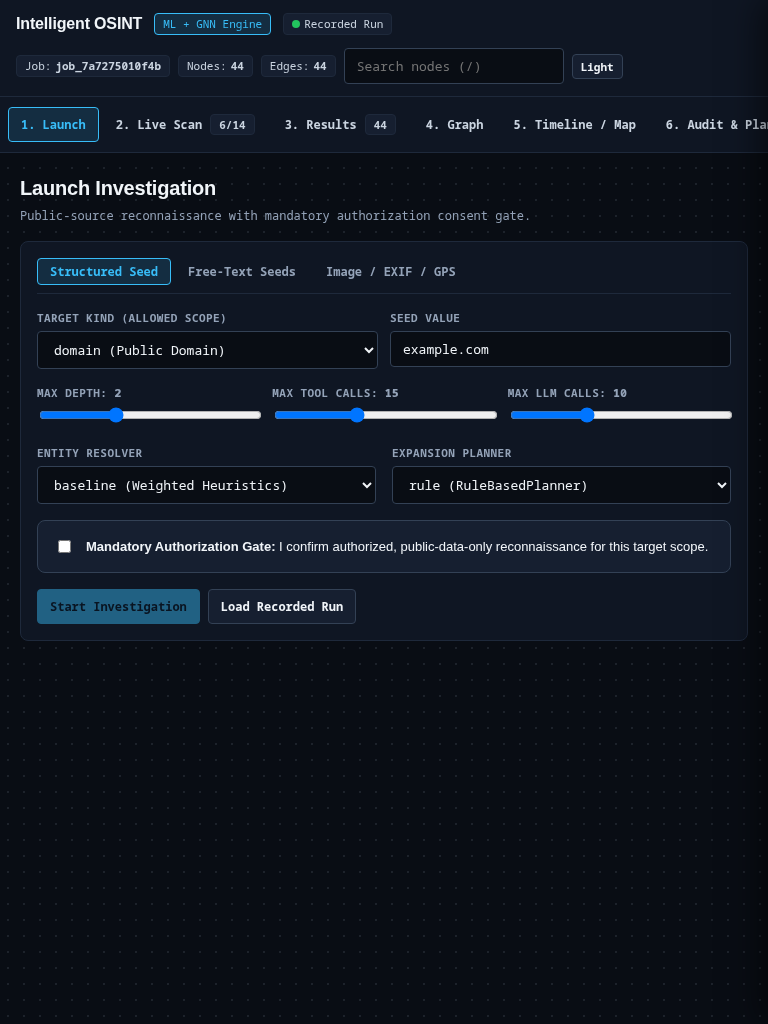 Intelligent OSINT ML + GNN Engine Recorded Run
Job: job_7a7275010f4b Nodes: 44 Edges: 44 Search nodes (/) Light
1. Launch 2. Live Scan 6/14 3. Results 44 4. Graph 5. Timeline / Map 6. Audit &
Launch Investigation
Public-source reconnaissance with mandatory authorization consent gate.
Structured Seed Free-Text Seeds Image / EXIF / GPS
TARGET KIND (ALLOWED SCOPE) SEED VALUE
domain (Public Domain) example.com
MAX DEPTH: 2 MAX TOOL CALLS: 15 MAX LLM CALLS: 10
ENTITY RESOLVER EXPANSION PLANNER
baseline (Weighted Heuristics) rule (RuleBasedPlanner)
Mandatory Authorization Gate: I confirm authorized, public-data-only reconnaissance for this target scope.
Start Investigation Load Recorded Run